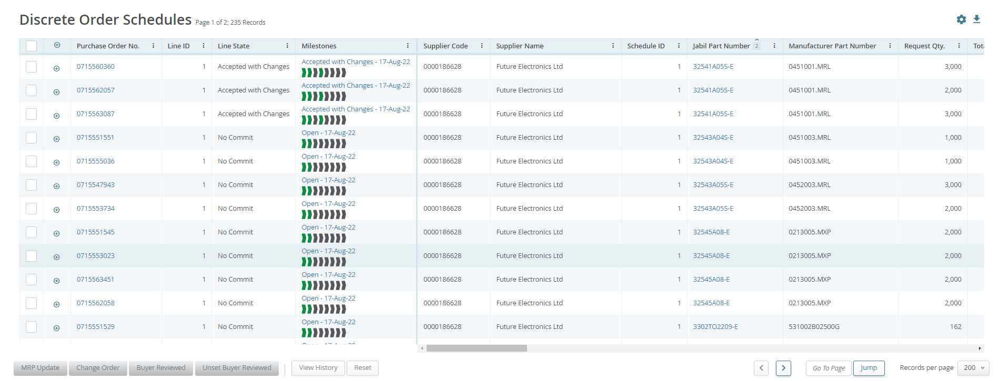 Discrete Order Schedules Page 1 of 2; 235 Records
Purchase Order No. Line ID Line State Milestones Supplier Code Supplier Name Schedule ID Jabil Part Number 2 Manufacturer Part Number Request Qty. Tota
0715560360 1 Accepted with Changes Accepted with Changes - 17-Aug-22 0000186628 Future Electronics Ltd 1 32541A05S-E 0451001.MRL 3,000
0715562057 1 Accepted with Changes Accepted with Changes - 17-Aug-22 0000186628 Future Electronics Ltd 1 32541A05S-E 0451001.MRL 2,000
0715563087 1 Accepted with Changes Accepted with Changes - 17-Aug-22 0000186628 Future Electronics Ltd 1 32541A05S-E 0451001.MRL 3,000
0715551551 1 No Commit Open - 17-Aug-22 0000186628 Future Electronics Ltd 1 32543A04S-E 0451003.MRL 1,000
0715555036 1 No Commit Open - 17-Aug-22 0000186628 Future Electronics Ltd 1 32543A04S-E 0451003.MRL 1,000
0715547943 1 No Commit Open - 17-Aug-22 0000186628 Future Electronics Ltd 1 32543A05S-E 0452003.MRL 3,000
0715553734 1 No Commit Open - 17-Aug-22 0000186628 Future Electronics Ltd 1 32543A05S-E 0452003.MRL 2,000
0715551545 1 No Commit Open - 17-Aug-22 0000186628 Future Electronics Ltd 1 32545A08-E 0213005.MXP 2,000
0715553023 1 No Commit Open - 17-Aug-22 0000186628 Future Electronics Ltd 1 32545A08-E 0213005.MXP 2,000
0715563451 1 No Commit Open - 17-Aug-22 0000186628 Future Electronics Ltd 1 32545A08-E 0213005.MXP 2,000
0715562058 1 No Commit Open - 17-Aug-22 0000186628 Future Electronics Ltd 1 32545A08-E 0213005.MXP 2,000
0715551529 1 No Commit Open - 17-Aug-22 0000186628 Future Electronics Ltd 1 3302TO2209-E 531002B02500G 162
MRP Update Change Order Buyer Reviewed Unset Buyer Reviewed View History Reset Go To Page Jump Records per page 200